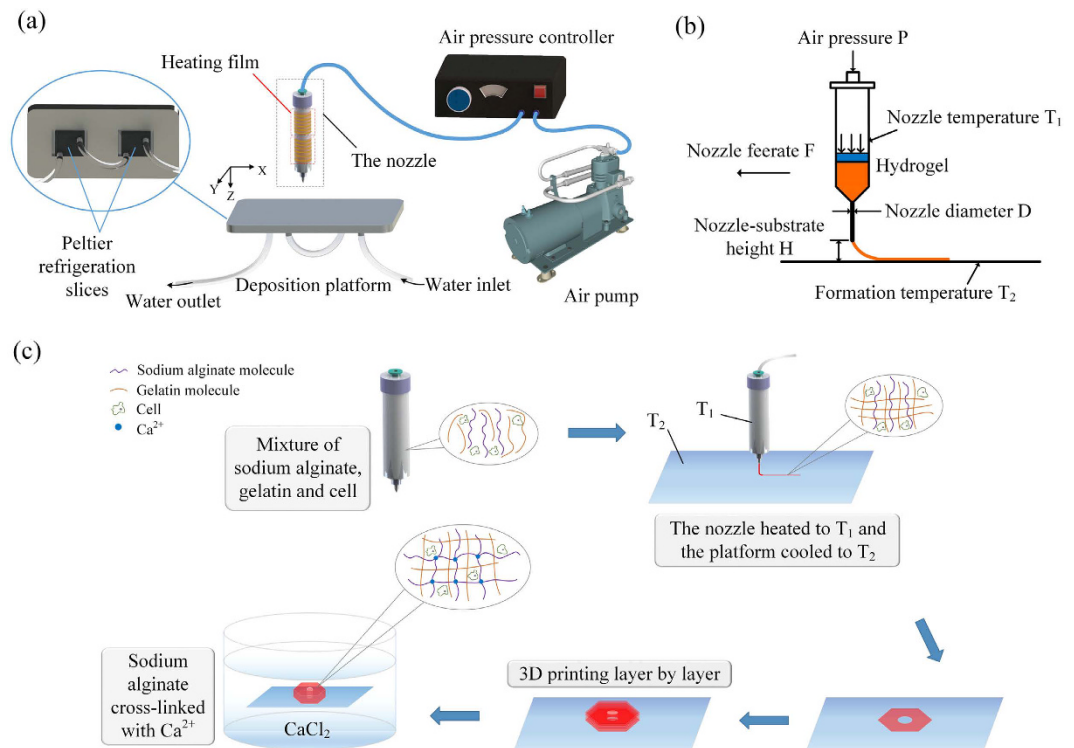 (a)
Air pressure controller
Heating film
The nozzle
X
Y
Z
Peltier
refrigeration
slices
Water outlet
Deposition platform
Water inlet
Air pump
(b)
Air pressure P
Nozzle temperature T₁
Nozzle feerate F
Hydrogel
Nozzle diameter D
Nozzle-substrate
height H
Formation temperature T₂
(c)
Sodium alginate molecule
Gelatin molecule
Cell
Ca²⁺
Mixture of
sodium alginate,
gelatin and cell
T₁
T₂
The nozzle heated to T₁ and
the platform cooled to T₂
3D printing layer by layer
Sodium
alginate
cross-linked
with Ca²⁺
CaCl₂